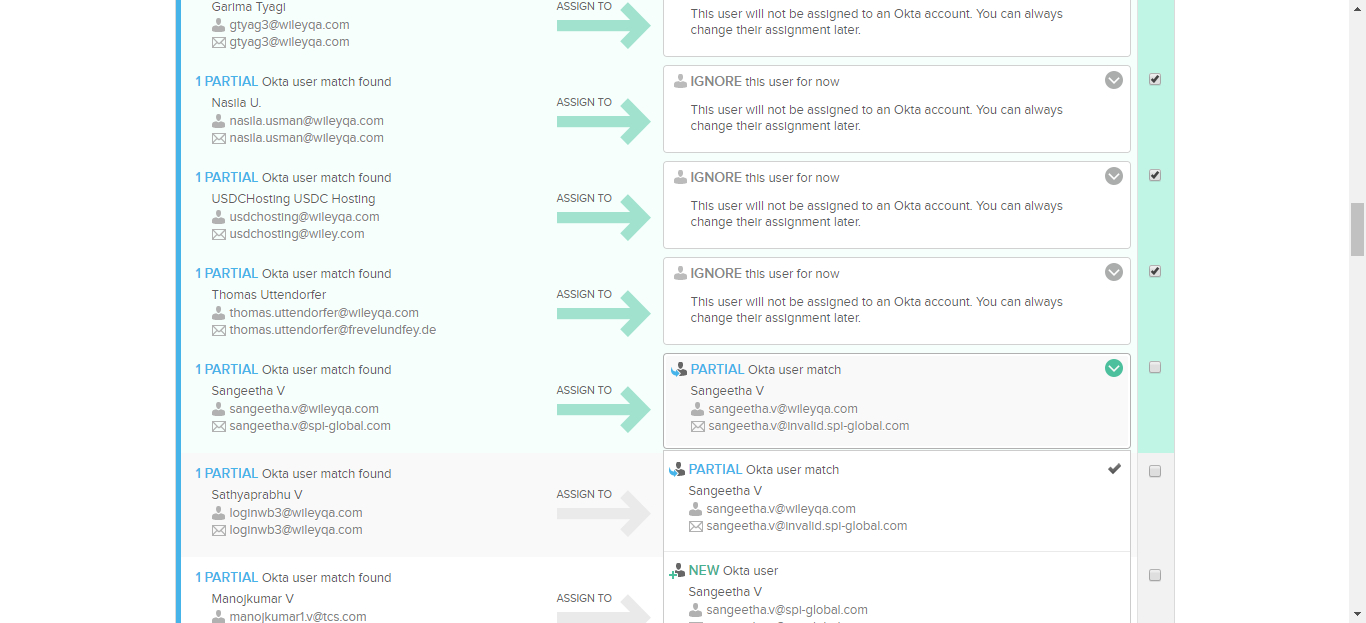 Garima Tyagi
gtyag3@wileyqa.com
gtyag3@wileyqa.com
ASSIGN TO
This user will not be assigned to an Okta account. You can always
change their assignment later.
1 PARTIAL Okta user match found
Nasila U.
nasila.usman@wileyqa.com
nasila.usman@wileyqa.com
ASSIGN TO
IGNORE this user for now
This user will not be assigned to an Okta account. You can always
change their assignment later.
1 PARTIAL Okta user match found
USDCHosting USDC Hosting
usdchosting@wileyqa.com
usdchosting@wiley.com
ASSIGN TO
IGNORE this user for now
This user will not be assigned to an Okta account. You can always
change their assignment later.
1 PARTIAL Okta user match found
Thomas Uttendorfer
thomas.uttendorfer@wileyqa.com
thomas.uttendorfer@frevelundfey.de
ASSIGN TO
IGNORE this user for now
This user will not be assigned to an Okta account. You can always
change their assignment later.
1 PARTIAL Okta user match found
Sangeetha V
sangeetha.v@wileyqa.com
sangeetha.v@spi-global.com
ASSIGN TO
PARTIAL Okta user match
Sangeetha V
sangeetha.v@wileyqa.com
sangeetha.v@invalid.spi-global.com
1 PARTIAL Okta user match found
Sathyaprabhu V
loginwb3@wileyqa.com
loginwb3@wileyqa.com
ASSIGN TO
PARTIAL Okta user match
Sangeetha V
sangeetha.v@wileyqa.com
sangeetha.v@invalid.spi-global.com
1 PARTIAL Okta user match found
Manojkumar V
manojkumar1.v@tcs.com
ASSIGN TO
NEW Okta user
Sangeetha V
sangeetha.v@spi-global.com